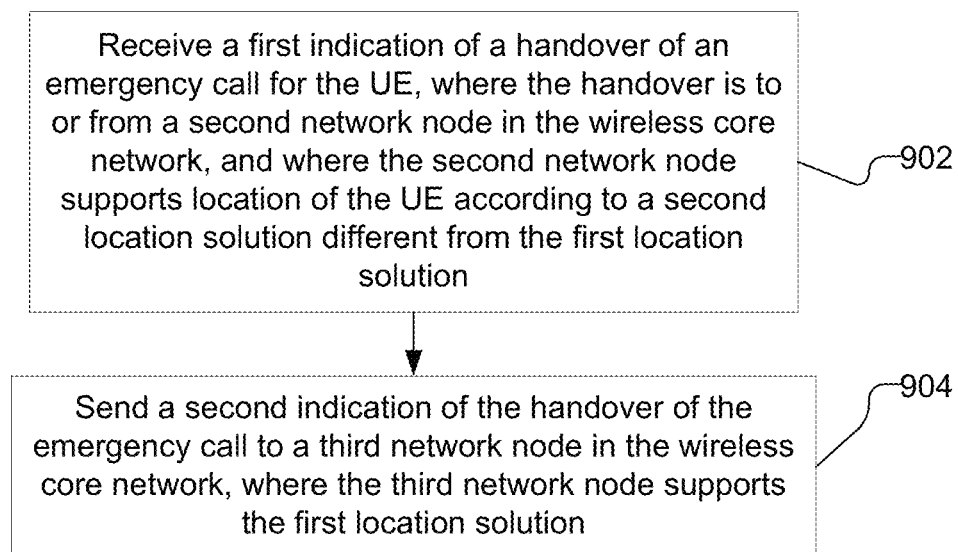 Receive a first indication of a handover of an
emergency call for the UE, where the handover is to
or from a second network node in the wireless core
network, and where the second network node
supports location of the UE according to a second
location solution different from the first location
solution
902
Send a second indication of the handover of the
emergency call to a third network node in the wireless
core network, where the third network node supports
the first location solution
904